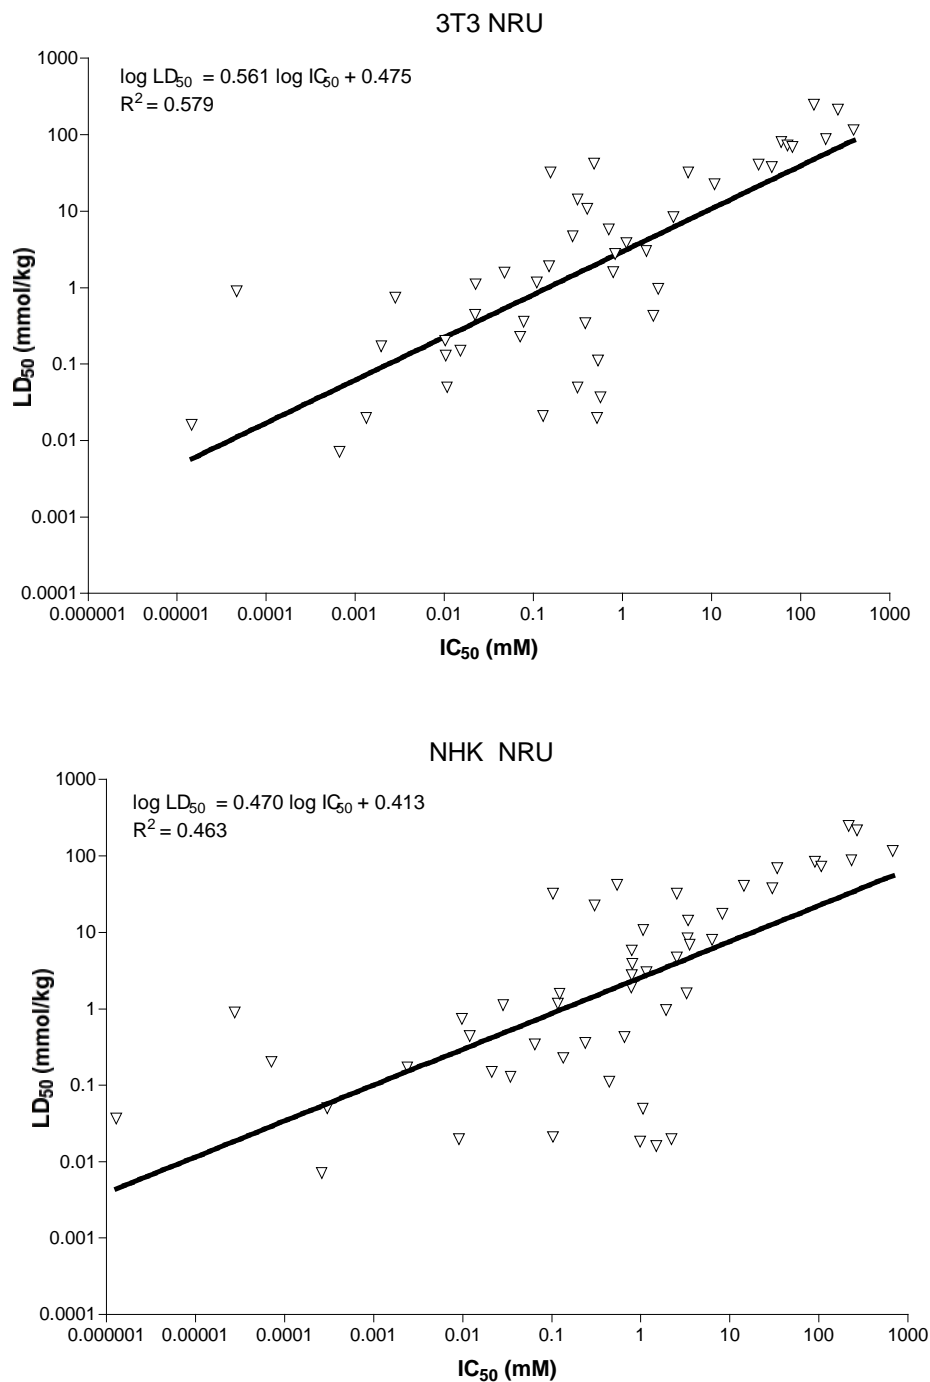 3T3 NRU
log LD50 = 0.561 log IC50 + 0.475
R2 = 0.579
1000
100
10
1
0.1
0.01
0.001
0.0001
LD50 (mmol/kg)
0.000001 0.00001 0.0001 0.001 0.01 0.1 1 10 100 1000
IC50 (mM)
NHK NRU
log LD50 = 0.470 log IC50 + 0.413
R2 = 0.463
1000
100
10
1
0.1
0.01
0.001
0.0001
LD50 (mmol/kg)
0.000001 0.00001 0.0001 0.001 0.01 0.1 1 10 100 1000
IC50 (mM)